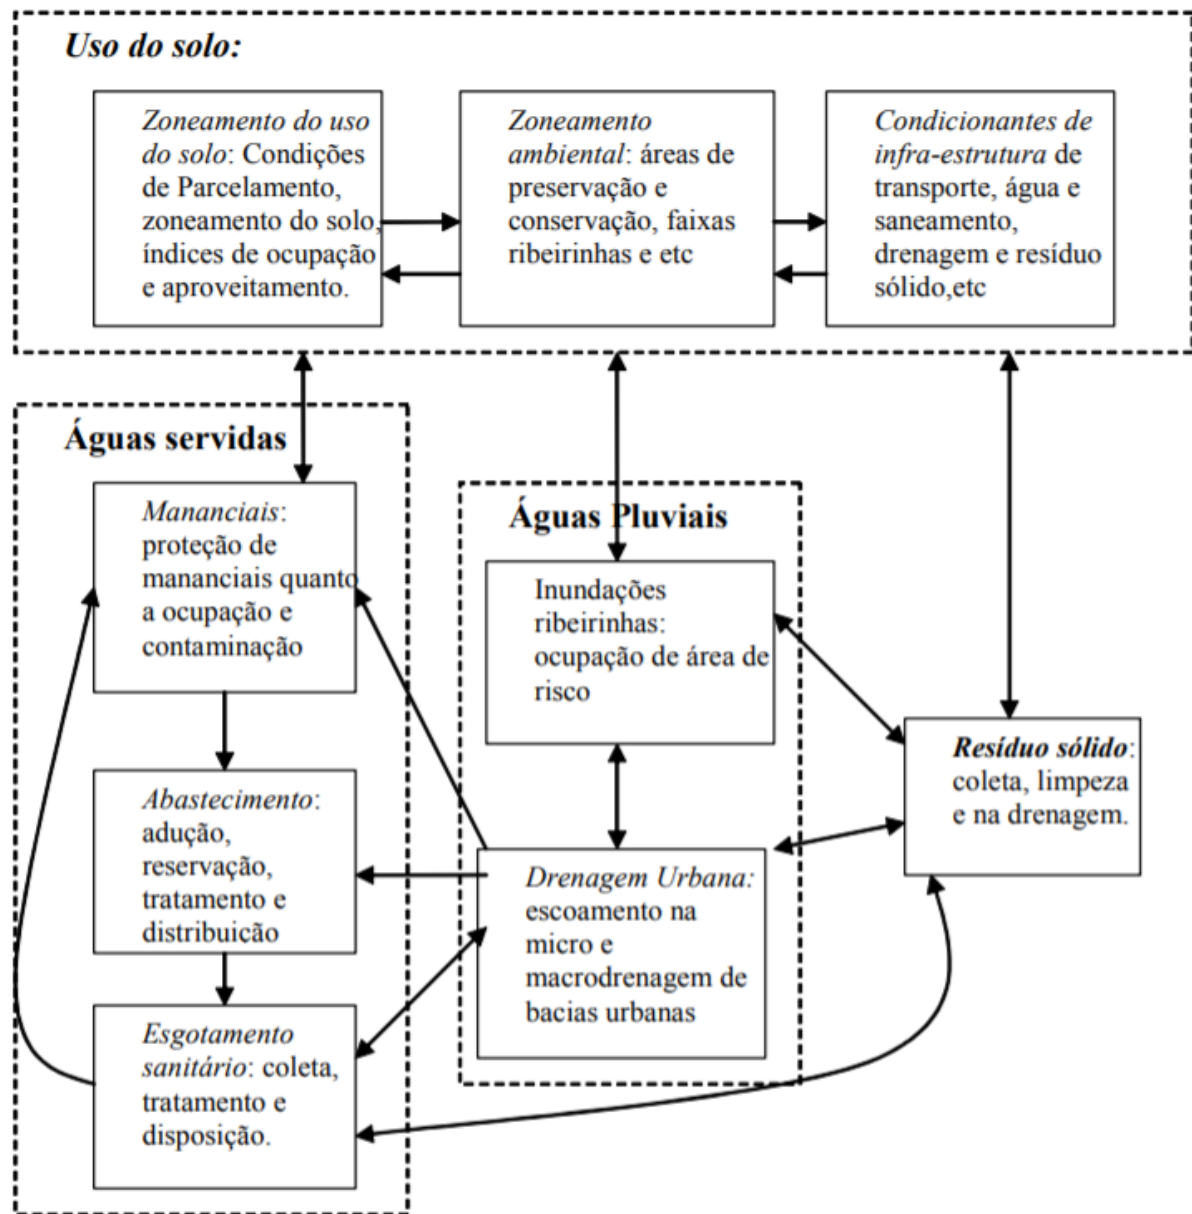 Uso do solo:
Zoneamento do uso
do solo: Condições
de Parcelamento,
zoneamento do solo,
índices de ocupação
e aproveitamento.
Zoneamento
ambiental: áreas de
preservação e
conservação, faixas
ribeirinhas e etc
Condicionantes de
infra-estrutura de
transporte, água e
saneamento,
drenagem e resíduo
sólido,etc
Águas servidas
Mananciais:
proteção de
mananciais quanto
a ocupação e
contaminação
Abastecimento:
adução,
reservação,
tratamento e
distribuicão
Esgotamento
sanitário: coleta,
tratamento e
disposição.
Águas Pluviais
Inundações
ribeirinhas:
ocupação de área de
risco
Drenagem Urbana:
escoamento na
micro e
macrodrenagem de
bacias urbanas
Resíduo sólido:
coleta, limpeza
e na drenagem.